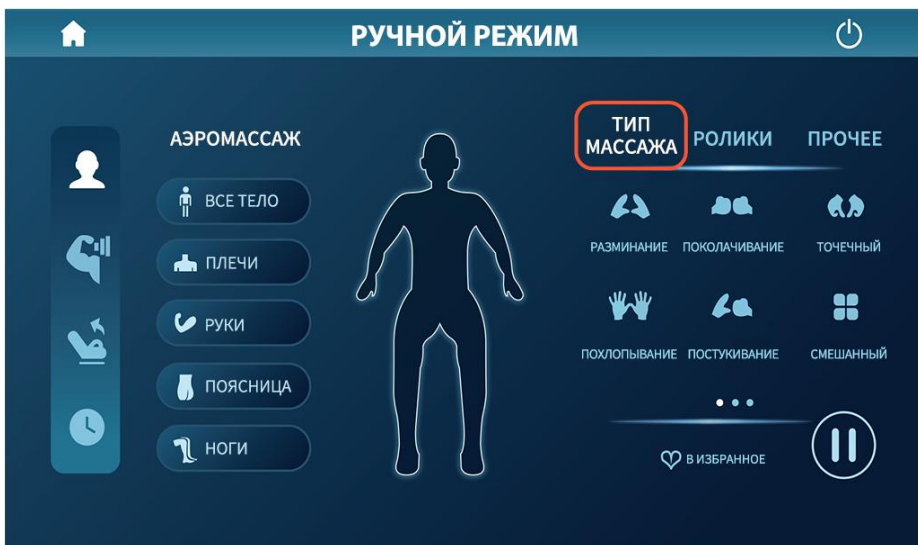 РУЧНОЙ РЕЖИМ
АЭРОМАССАЖ
ВСЕ ТЕЛО
ПЛЕЧИ
РУКИ
ПОЯСНИЦА
НОГИ
ТИП
МАССАЖА
РОЛИКИ
ПРОЧЕЕ
РАЗМИНАНИЕ
ПОКОЛАЧИВАНИЕ
ТОЧЕЧНЫЙ
ПОХЛОПЫВАНИЕ
ПОСТУКИВАНИЕ
СМЕШАННЫЙ
В ИЗБРАННОЕ